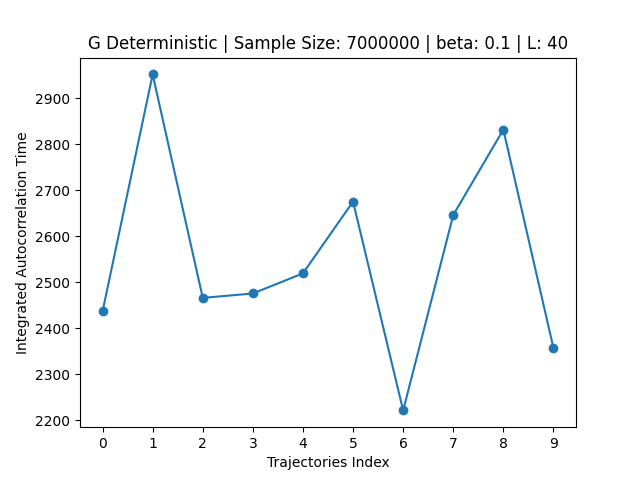 G Deterministic | Sample Size: 7000000 | beta: 0.1 | L: 40
Integrated Autocorrelation Time
2900
2800
2700
2600
2500
2400
2300
2200
0 1 2 3 4 5 6 7 8 9
Trajectories Index